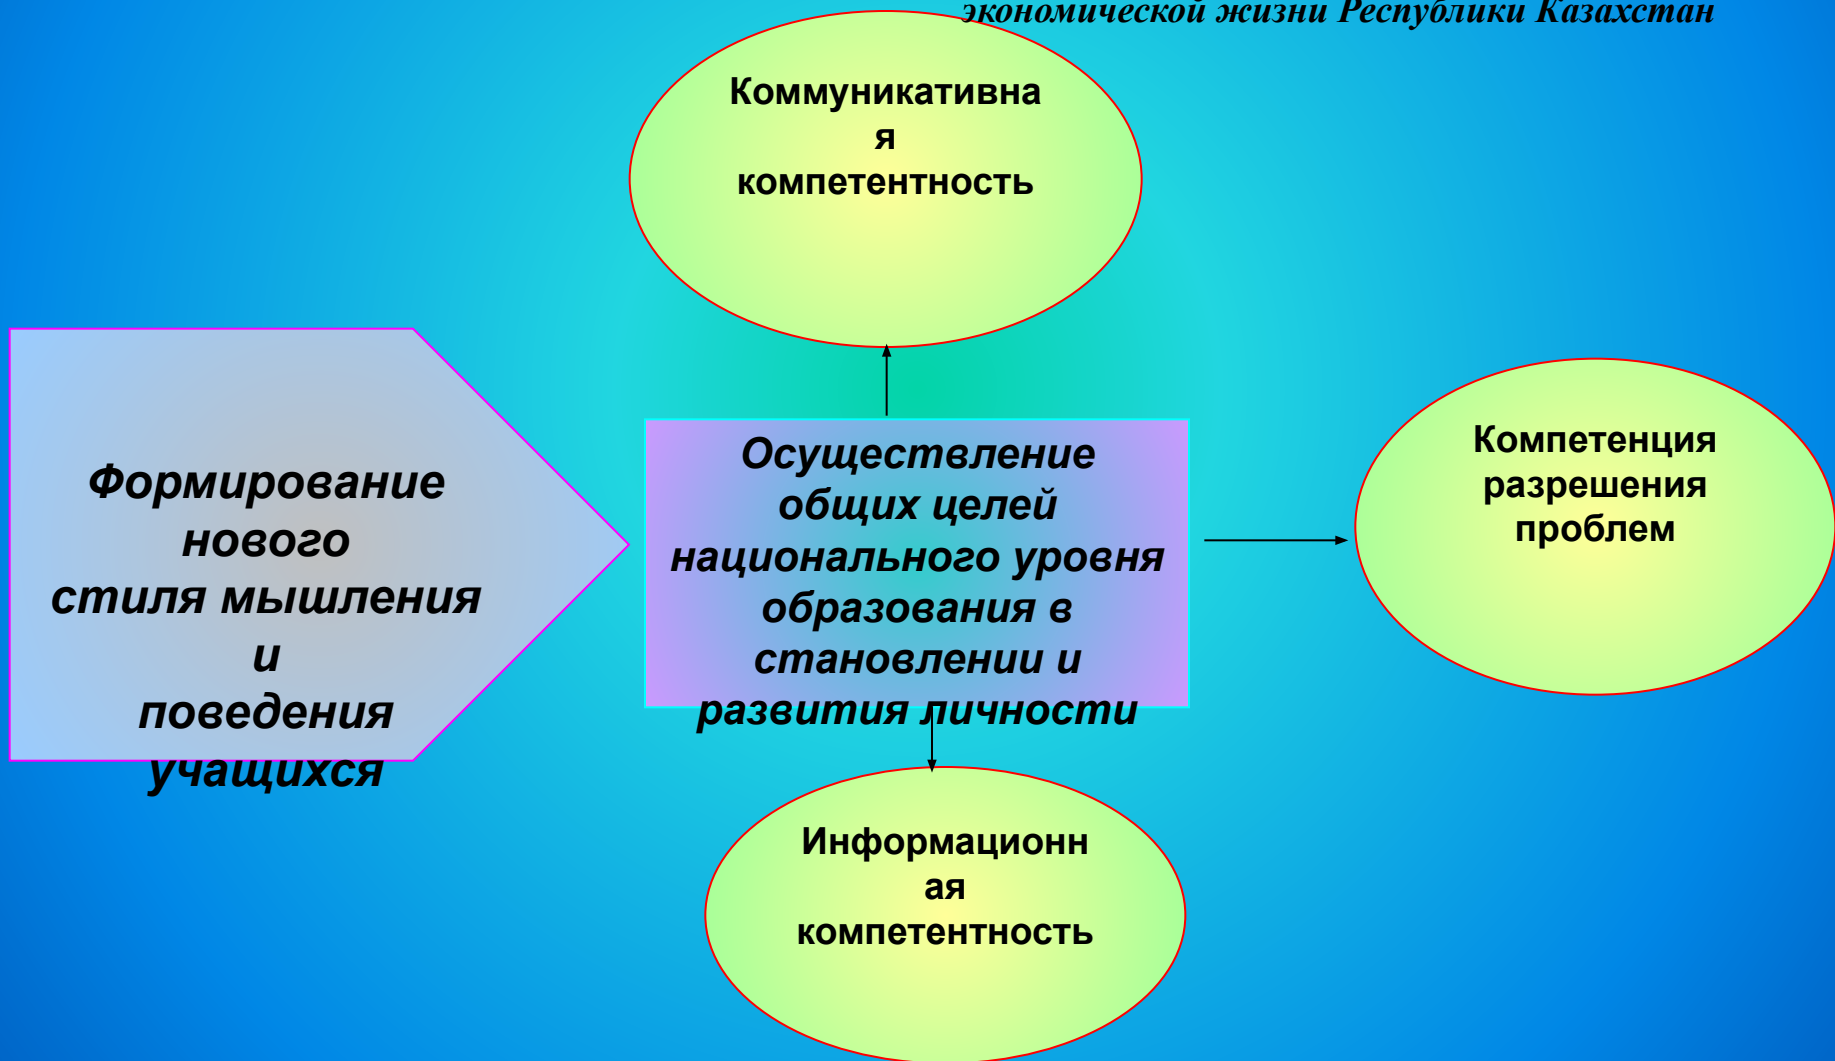 экономической жизни Республики Казахстан
Коммуникативна
я
компетентность
Формирование
нового
стиля мышления
и
поведения
учащихся
Осуществление
общих целей
национального уровня
образования в
становлении и
развития личности
Компетенция
разрешения
проблем
Информационн
ая
компетентность